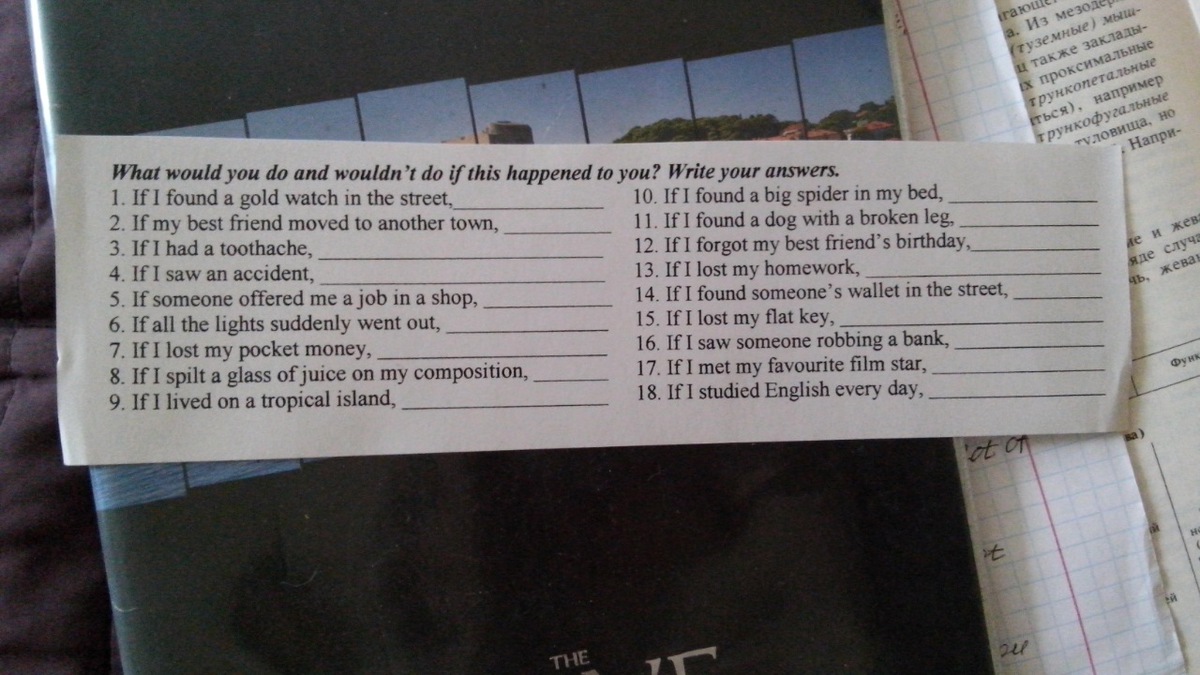 What would you do and wouldn't do if this happened to you? Write your answers.
1. If I found a gold watch in the street,
2. If my best friend moved to another town,
3. If I had a toothache,
4. If I saw an accident,
5. If someone offered me a job in a shop,
6. If all the lights suddenly went out,
7. If I lost my pocket money,
8. If I spilt a glass of juice on my composition,
9. If I lived on a tropical island,
10. If I found a big spider in my bed,
11. If I found a dog with a broken leg,
12. If I forgot my best friend's birthday,
13. If I lost my homework,
14. If I found someone's wallet in the street,
15. If I lost my flat key,
16. If I saw someone robbing a bank,
17. If I met my favourite film star,
18. If I studied English every day,
THE
а. Из
(туземные) мыш-
также заклады-
проксимальные
трункопетальные
например
трункофугальные
туловища, но
Напри-
и